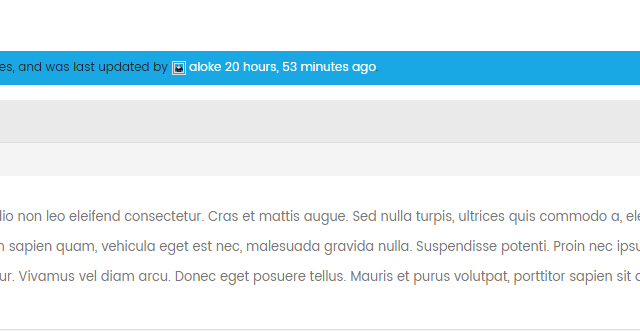 es, and was last updated by aloke 20 hours, 53 minutes ago
dio non leo eleifend consectetur. Cras et mattis augue. Sed nulla turpis, ultrices quis commodo a, ele
n sapien quam, vehicula eget est nec, malesuada gravida nulla. Suspendisse potenti. Proin nec ipsu
ur. Vivamus vel diam arcu. Donec eget posuere tellus. Mauris et purus volutpat, porttitor sapien sit